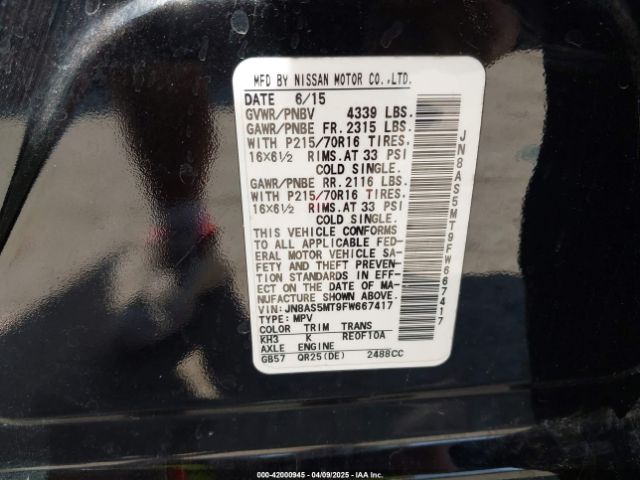 MFD BY NISSAN MOTOR CO.,LTD.
DATE 6/15
GVWR/PNBV 4339 LBS.
GAWR/PNBE FR. 2315 LBS.
WITH P215/70R16 TIRES.
16X6½ RIMS. AT 33 PSI
COLD SINGLE.
GAWR/PNBE RR. 2116 LBS.
WITH P215/70R16 TIRES.
16X6½ RIMS. AT 33 PSI
COLD SINGLE.
THIS VEHICLE CONFORMS
TO ALL APPLICABLE FED-
ERAL MOTOR VEHICLE SA-
FETY AND THEFT PREVENTION
STANDARDS IN EFF-
ECT ON THE DATE OF MA-
NUFACTURE SHOWN ABOVE.
VIN: JN8AS5MT9FW667417
TYPE: MPV
COLOR TRIM TRANS
KH3 K RE0F10A
AXLE ENGINE
GB57 QR25(DE) 2488CC
JN8AS5MT9FW667417
000-42000945 - 04/09/2025 - IAA Inc.